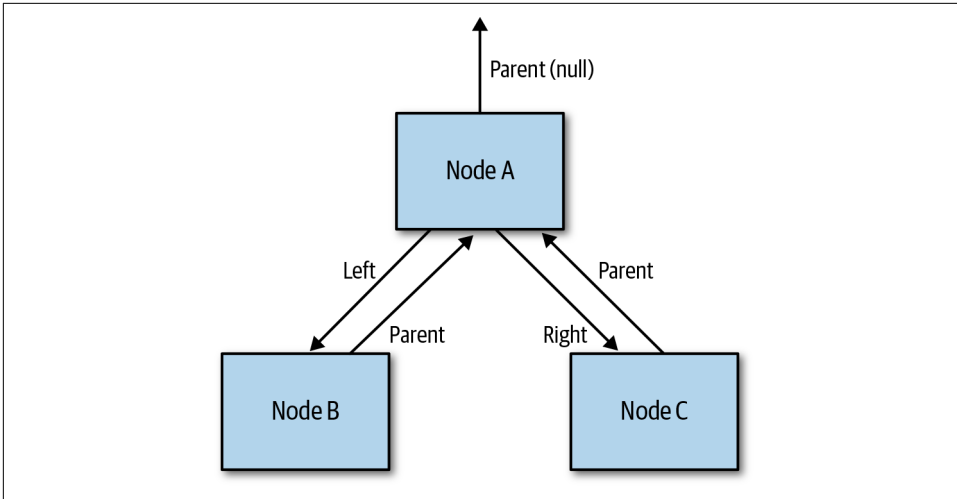 Parent (null)
Node A
Left
Parent
Parent
Right
Node B
Node C